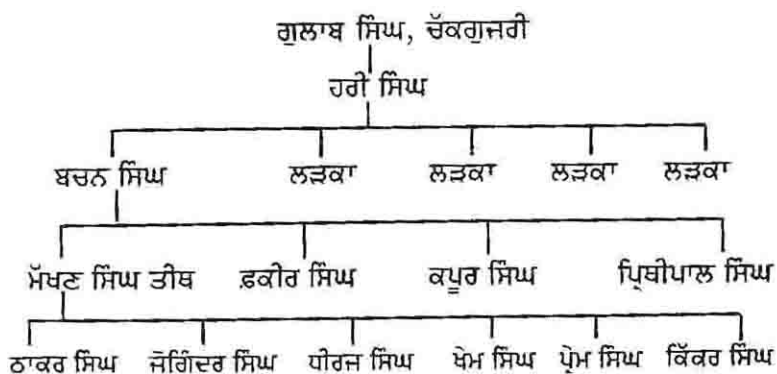 ਗੁਲਾਬ ਸਿੰਘ, ਚੱਕਗੁਜਰੀ
ਹਰੀ ਸਿੰਘ
ਬਚਨ ਸਿੰਘ ਲੜਕਾ ਲੜਕਾ ਲੜਕਾ ਲੜਕਾ
ਮੱਖਣ ਸਿੰਘ ਤੀਥ ਫ਼ਕੀਰ ਸਿੰਘ ਕਪੂਰ ਸਿੰਘ ਪ੍ਰਿਥੀਪਾਲ ਸਿੰਘ
ਠਾਕਰ ਸਿੰਘ ਜੋਗਿੰਦਰ ਸਿੰਘ ਧੀਰਜ ਸਿੰਘ ਖੇਮ ਸਿੰਘ ਪ੍ਰੇਮ ਸਿੰਘ ਕਿੱਕਰ ਸਿੰਘ